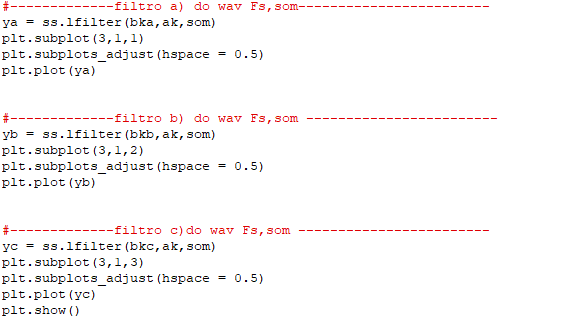 #-------------filtro a) do wav Fs,som------------------------
ya = ss.lfilter(bka,ak,som)
plt.subplot(3,1,1)
plt.subplots_adjust(hspace = 0.5)
plt.plot(ya)
#-------------filtro b) do wav Fs,som ------------------------
yb = ss.lfilter(bkb,ak,som)
plt.subplot(3,1,2)
plt.subplots_adjust(hspace = 0.5)
plt.plot(yb)
#-------------filtro c)do wav Fs,som ------------------------
yc = ss.lfilter(bkc,ak,som)
plt.subplot(3,1,3)
plt.subplots_adjust(hspace = 0.5)
plt.plot(yc)
plt.show()